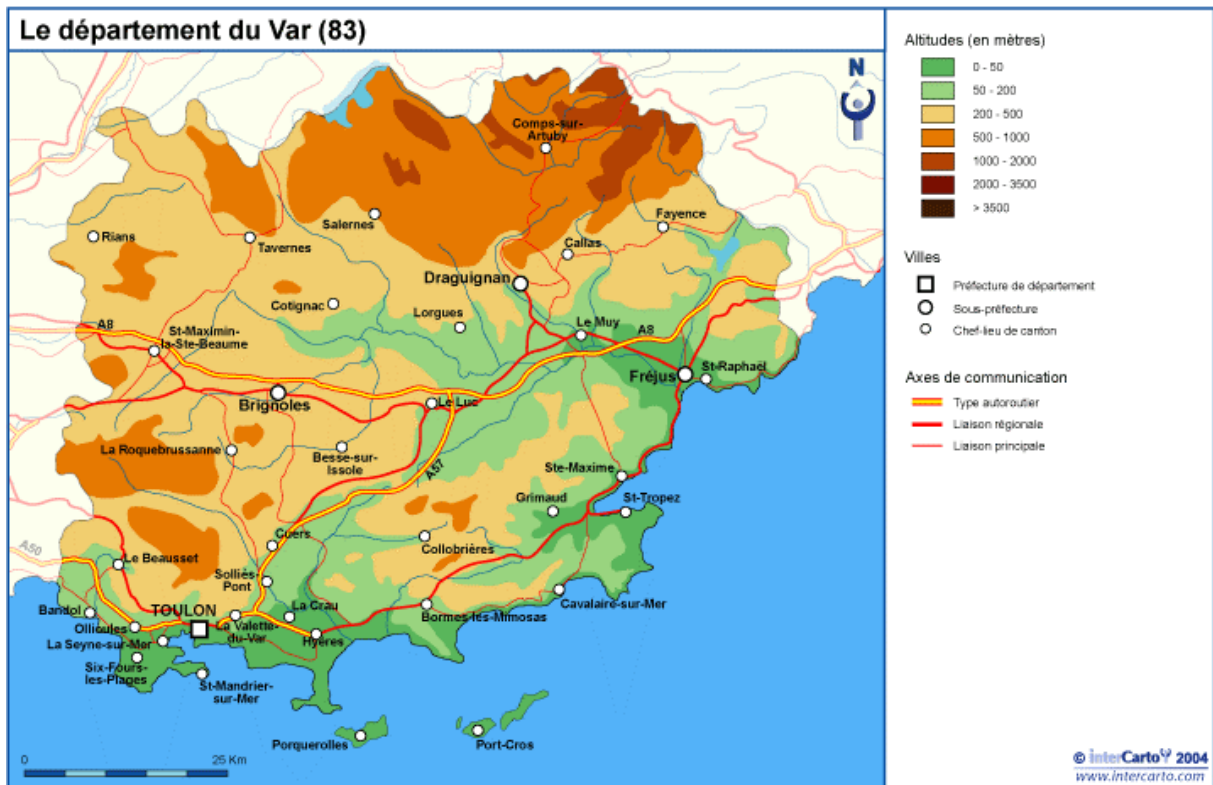 Le département du Var (83)
N
Comps-sur-
Artuby
Fayence
Salernes
Rians
Tavernes
Callas
Draguignan
Cotignac
Lorgues
Le Muy
A8
A8
St-Maximin-
la-Ste-Beaume
St-Raphaël
Fréjus
Brignoles
Le Luc
La Roquebrussanne
Besse-sur-
Issole
A57
Ste-Maxime
Grimaud
St-Tropez
Cuers
Collobrières
A50
Le Beausset
Solliès-
Pont
Cavalaire-sur-Mer
Bandol
TOULON
La Crau
Bormes-les-Mimosas
Ollioules
La Valette-
du-Var
Hyères
La Seyne-sur-Mer
Six-Fours-
les-Plages
St-Mandrier-
sur-Mer
Porquerolles
Port-Cros
0
25 Km
Altitudes (en mètres)
0 - 50
50 - 200
200 - 500
500 - 1000
1000 - 2000
2000 - 3500
> 3500
Villes
Préfecture de département
Sous-préfecture
Chef-lieu de canton
Axes de communication
Type autoroutier
Liaison régionale
Liaison principale
© interCarto 2004
www.intercarto.com